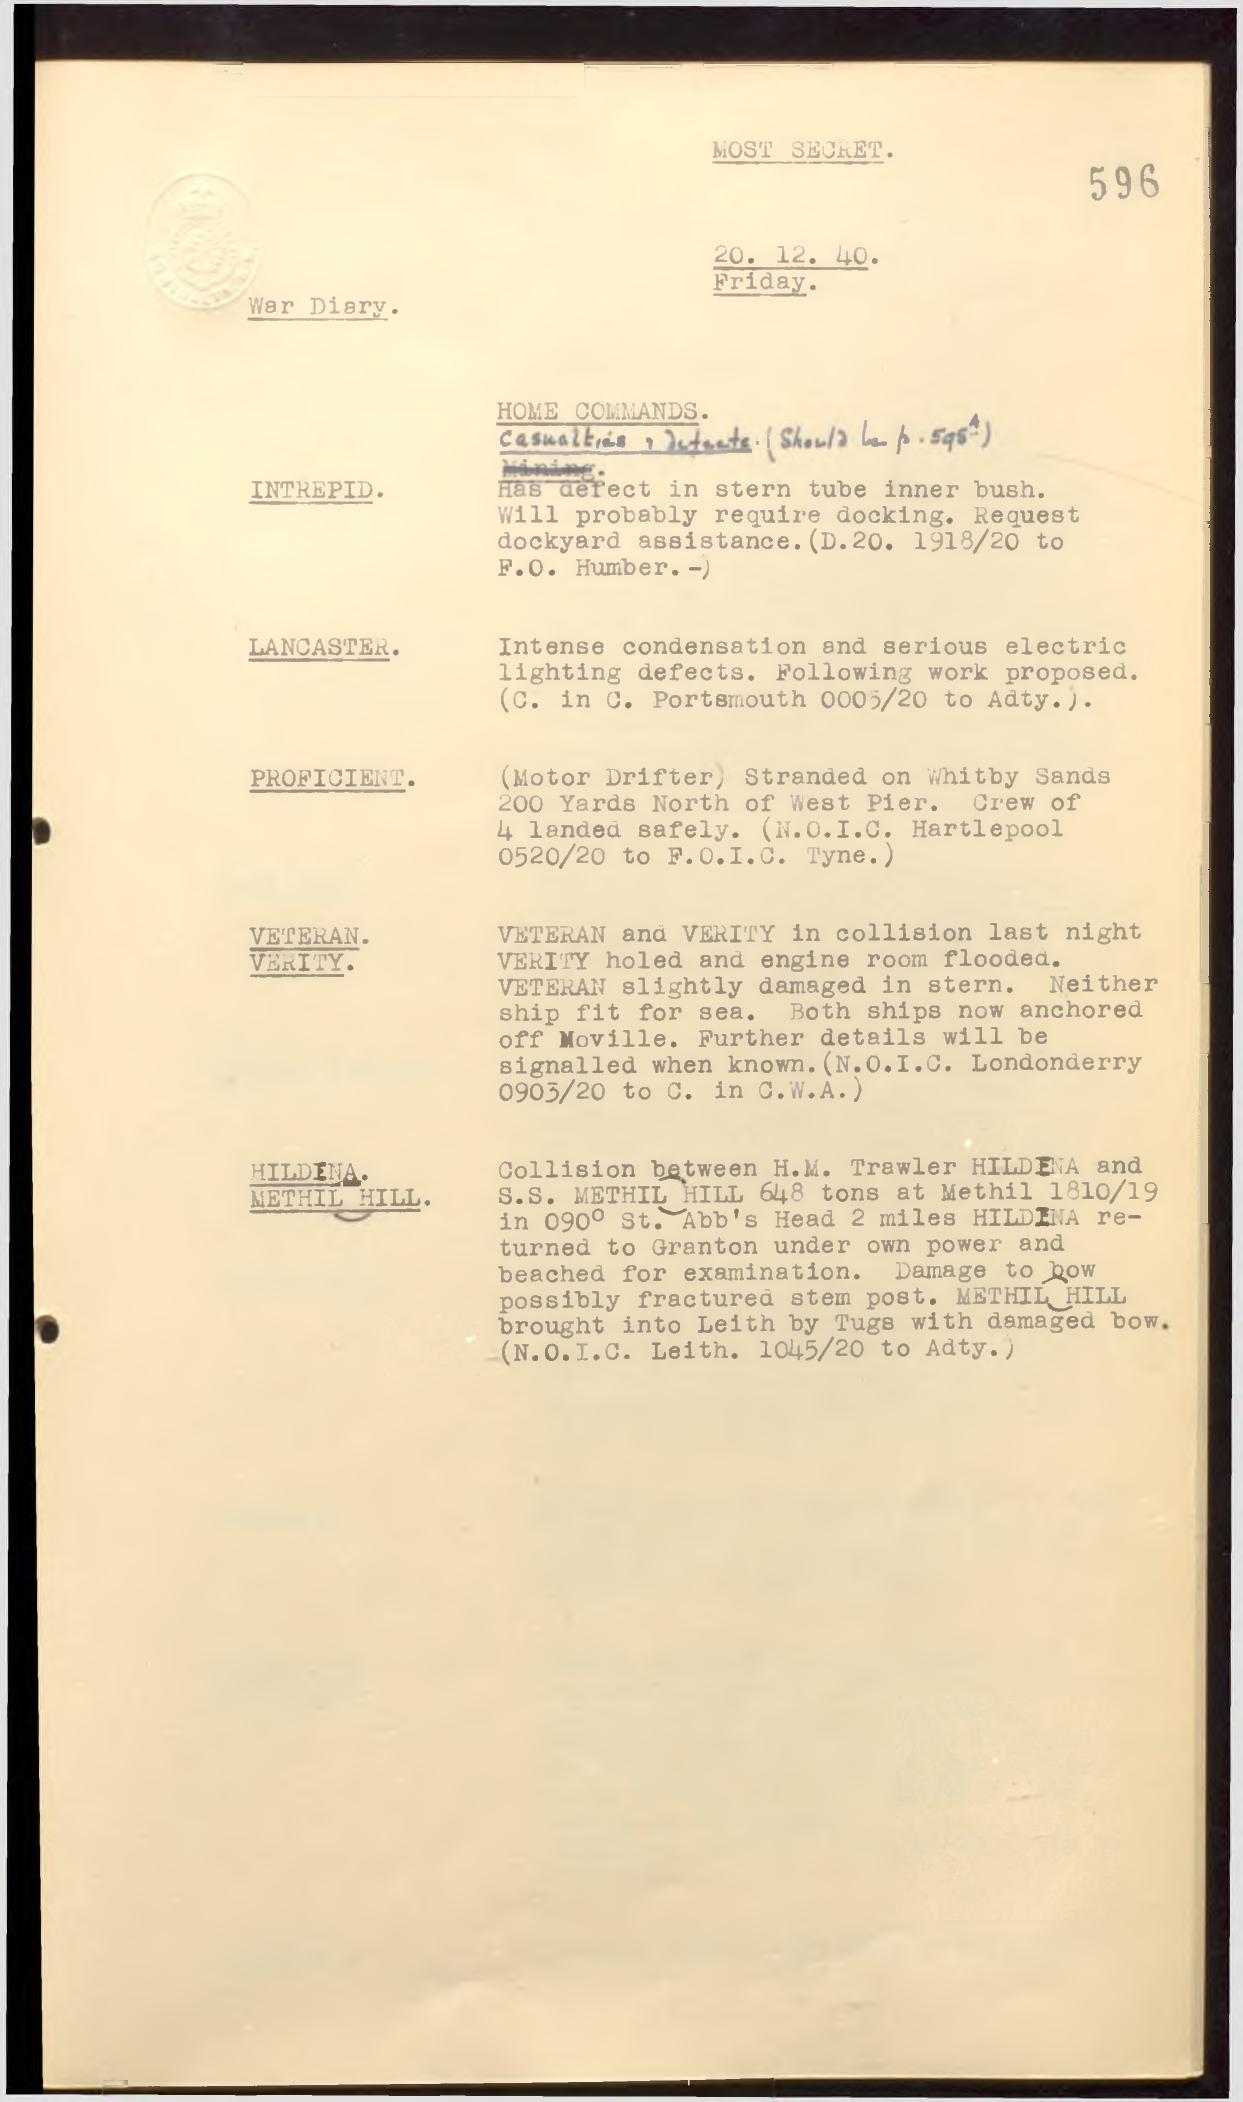 MOST SECRET.
596
20. 12. 40.
Friday.
War Diary.
HOME COMMANDS.
Casualties, Defects. (Should be p. 595A)
Mining.
INTREPID. Has defect in stern tube inner bush.
Will probably require docking. Request
dockyard assistance.(D.20. 1918/20 to
F.O. Humber.-)
LANCASTER. Intense condensation and serious electric
lighting defects. Following work proposed.
(C. in C. Portsmouth 0005/20 to Adty.).
PROFICIENT. (Motor Drifter) Stranded on Whitby Sands
200 Yards North of West Pier. Crew of
4 landed safely. (N.O.I.C. Hartlepool
0520/20 to F.O.I.C. Tyne.)
VETERAN. VETERAN and VERITY in collision last night
VERITY. VERITY holed and engine room flooded.
VETERAN slightly damaged in stern. Neither
ship fit for sea. Both ships now anchored
off Moville. Further details will be
signalled when known.(N.O.I.C. Londonderry
0903/20 to C. in C.W.A.)
HILDINA. Collision between H.M. Trawler HILDINA and
METHIL HILL. S.S. METHIL HILL 648 tons at Methil 1810/19
in 090° St. Abb's Head 2 miles HILDINA re-
turned to Granton under own power and
beached for examination. Damage to bow
possibly fractured stem post. METHIL HILL
brought into Leith by Tugs with damaged bow.
(N.O.I.C. Leith. 1045/20 to Adty.)